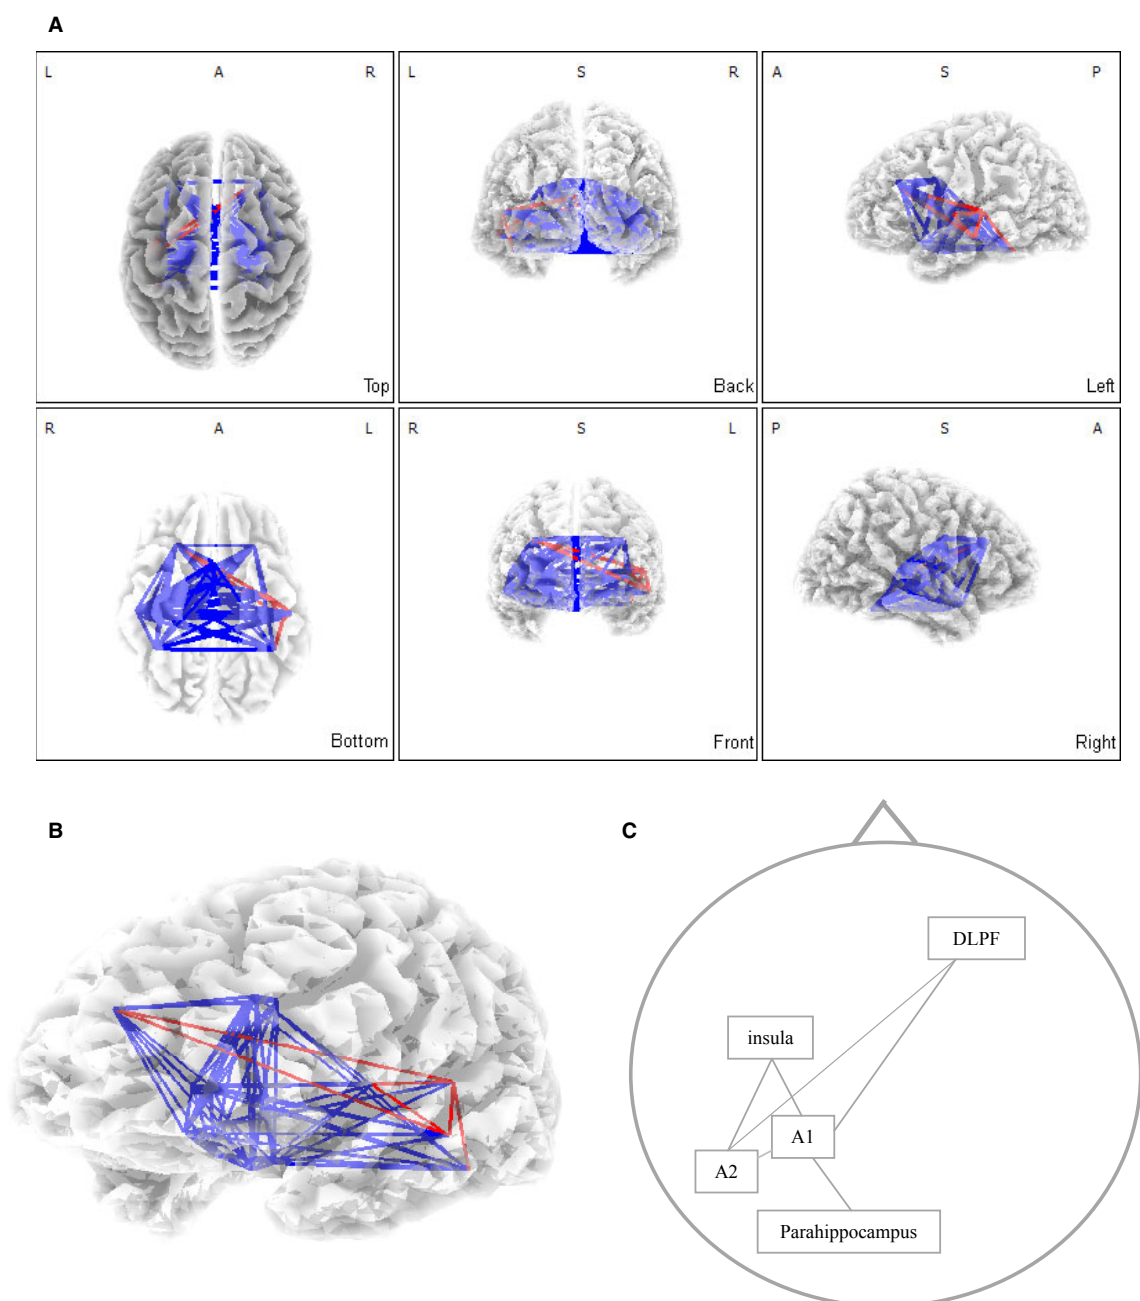 A
L A R
Top
L S R
Back
A S P
Left
R A L
Bottom
R S L
Front
P S A
Right
B
C
DLPF
insula
A1
A2
Parahippocampus